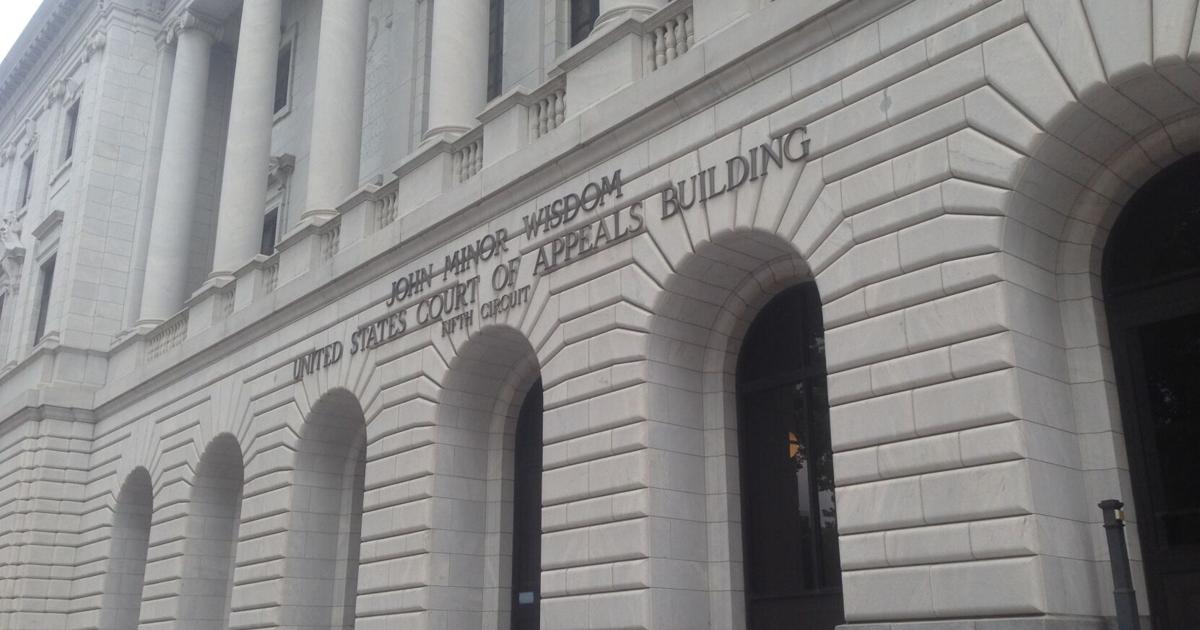 JOHN MINOR WISDOM
UNITED STATES COURT OF APPEALS BUILDING
FIFTH CIRCUIT